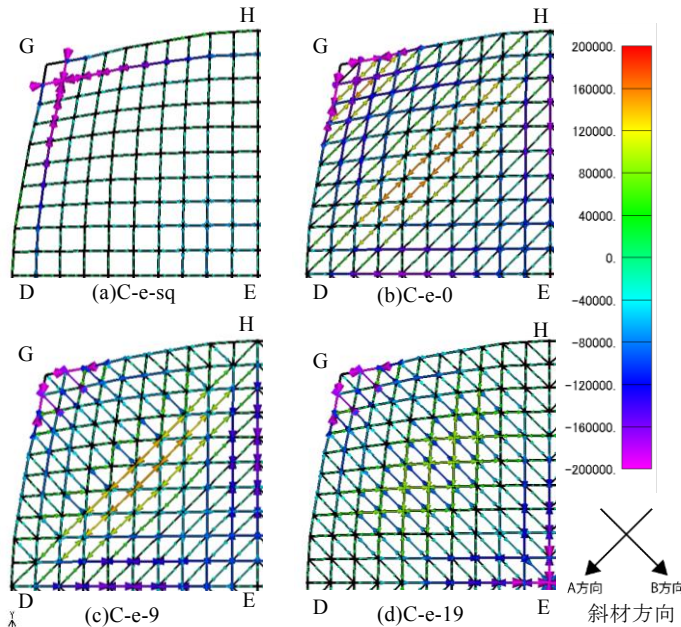 G
H
D
E
(a)C-e-sq
G
H
D
E
(b)C-e-0
G
H
D
E
(c)C-e-9
G
H
D
E
(d)C-e-19
200000.
160000.
120000.
80000.
40000.
0.
-40000.
-80000.
-120000.
-160000.
-200000.
A方向
B方向
斜材方向